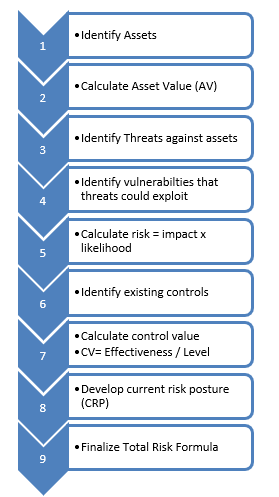 1
•Identify Assets
2
•Calculate Asset Value (AV)
3
•Identify Threats against assets
4
•Identify vulnerabilties that
threats could exploit
5
•Calculate risk = impact x
likelihood
6
•Identify existing controls
7
•Calculate control value
•CV= Effectiveness / Level
8
•Develop current risk posture
(CRP)
9
•Finalize Total Risk Formula